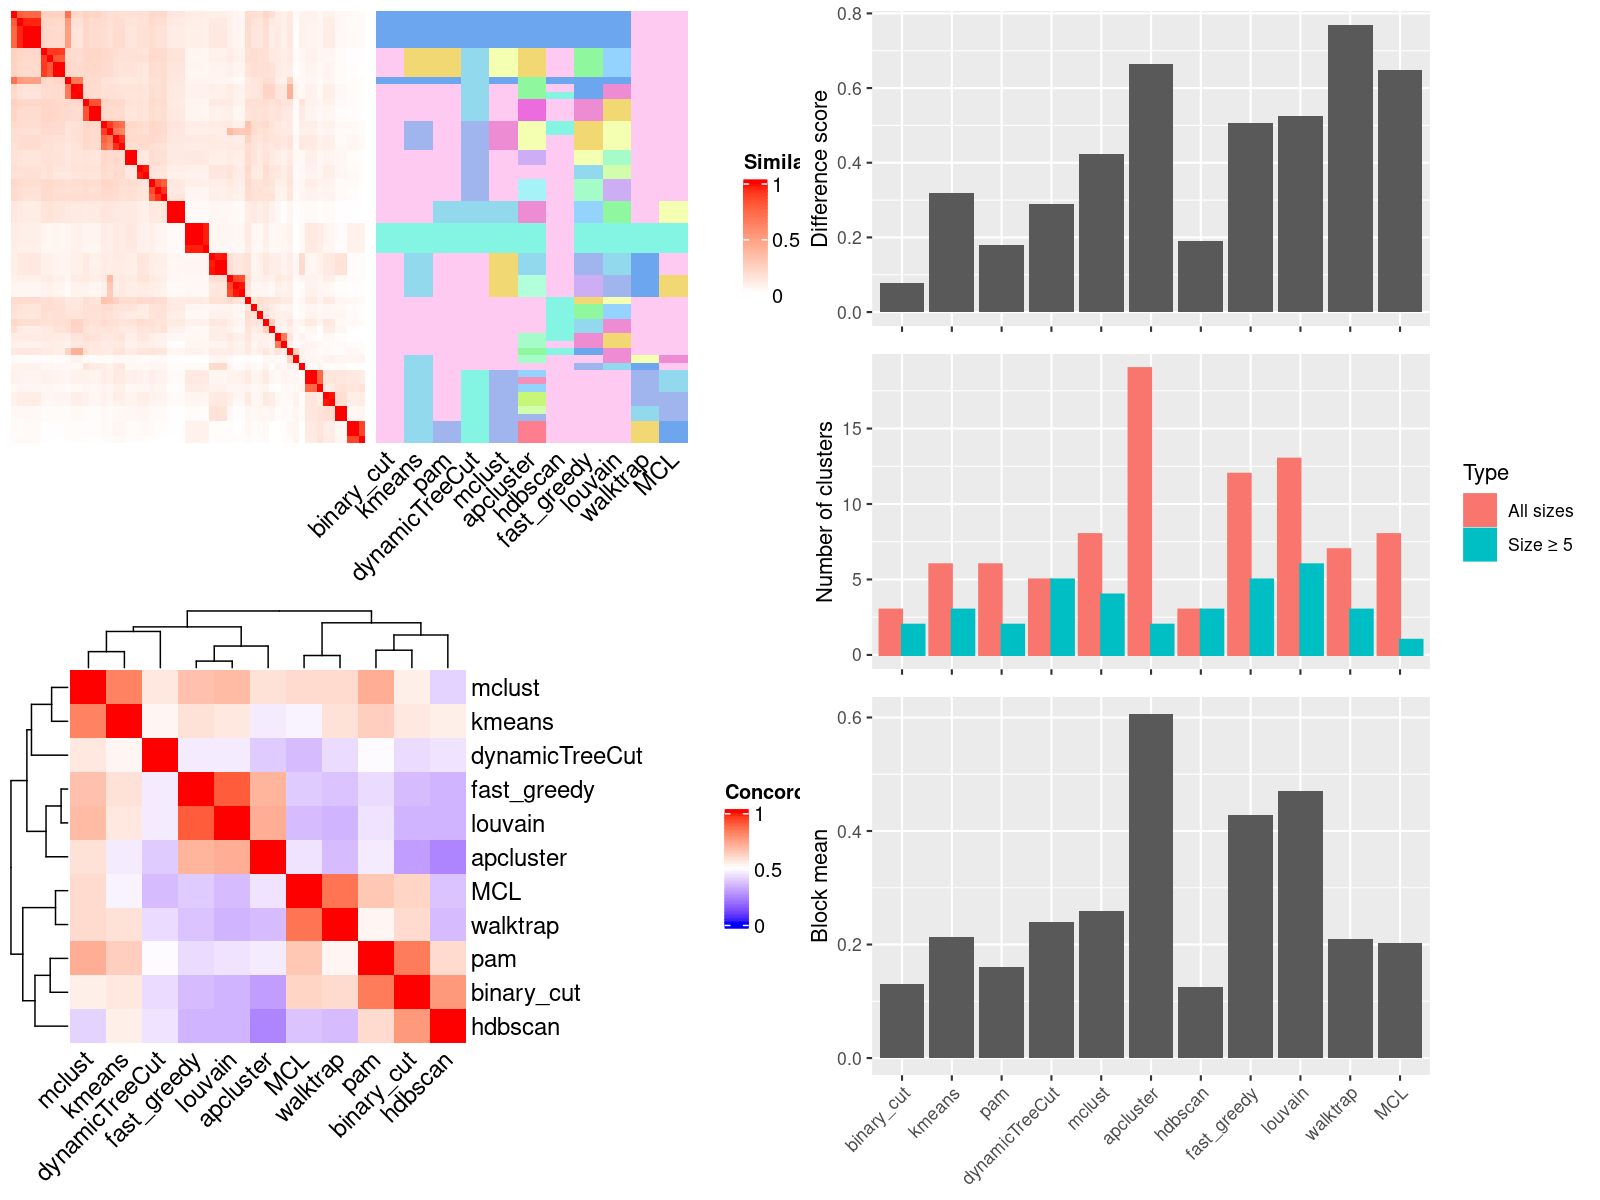 Simila
1
0.5
0
binary_cut
kmeans
pam
dynamicTreeCut
mclust
apcluster
hdbscan
fast_greedy
louvain
walktrap
MCL
mclust
kmeans
dynamicTreeCut
fast_greedy
louvain
apcluster
MCL
walktrap
pam
binary_cut
hdbscan
mclust
kmeans
dynamicTreeCut
fast_greedy
louvain
apcluster
MCL
walktrap
pam
binary_cut
hdbscan
Concord
1
0.5
0
Difference score
0.8
0.6
0.4
0.2
0.0
Number of clusters
15
10
5
0
Type
All sizes
Size ≥ 5
Block mean
0.6
0.4
0.2
0.0
binary_cut
kmeans
pam
dynamicTreeCut
mclust
apcluster
hdbscan
fast_greedy
louvain
walktrap
MCL